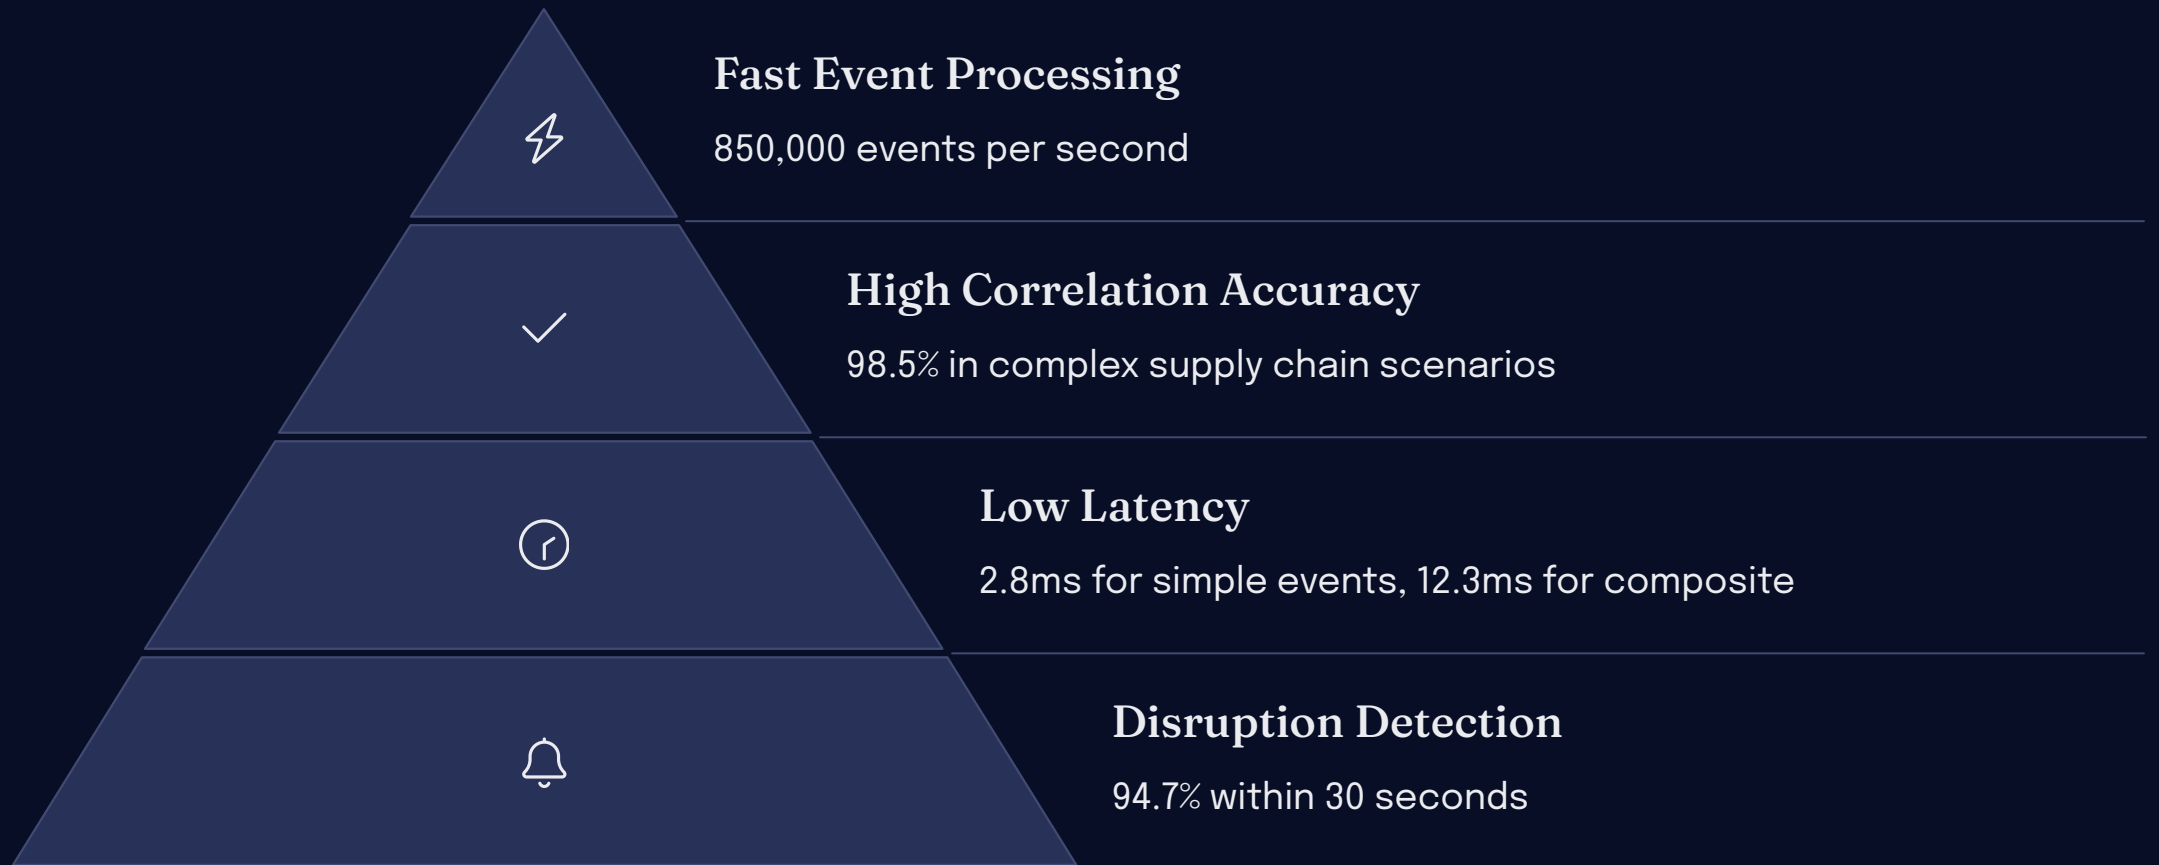 Fast Event Processing
850,000 events per second
High Correlation Accuracy
98.5% in complex supply chain scenarios
Low Latency
2.8ms for simple events, 12.3ms for composite
Disruption Detection
94.7% within 30 seconds